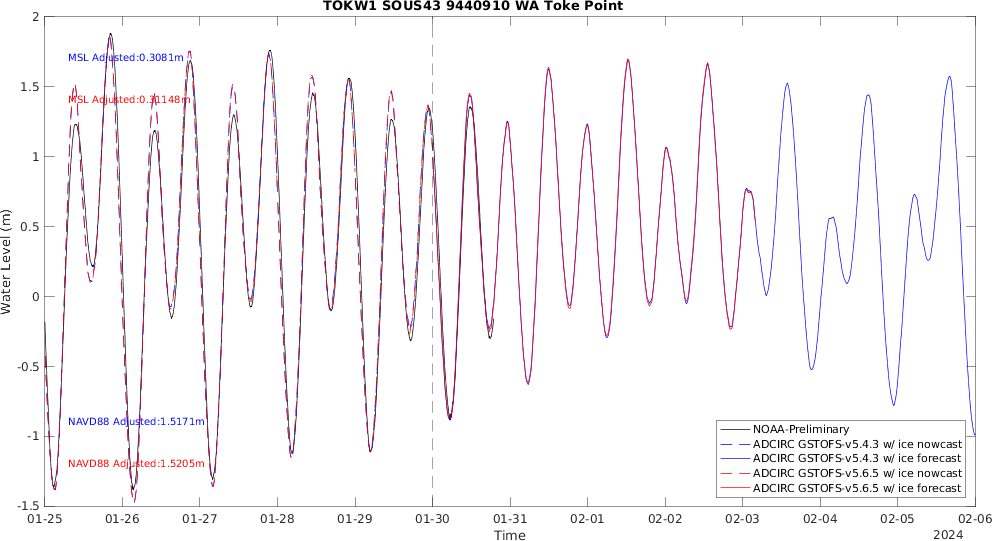 TOKW1 SOUS43 9440910 WA Toke Point
Water Level (m)
2
1.5
1
0.5
0
-0.5
-1
-1.5
MSL Adjusted:0.3081m
MSL Adjusted:0.31148m
NAVD88 Adjusted:1.5171m
NAVD88 Adjusted:1.5205m
NOAA-Preliminary
ADCIRC GSTOFS-v5.4.3 w/ ice nowcast
ADCIRC GSTOFS-v5.4.3 w/ ice forecast
ADCIRC GSTOFS-v5.6.5 w/ ice nowcast
ADCIRC GSTOFS-v5.6.5 w/ ice forecast
01-25 01-26 01-27 01-28 01-29 01-30 01-31 02-01 02-02 02-03 02-04 02-05 02-06
Time
2024